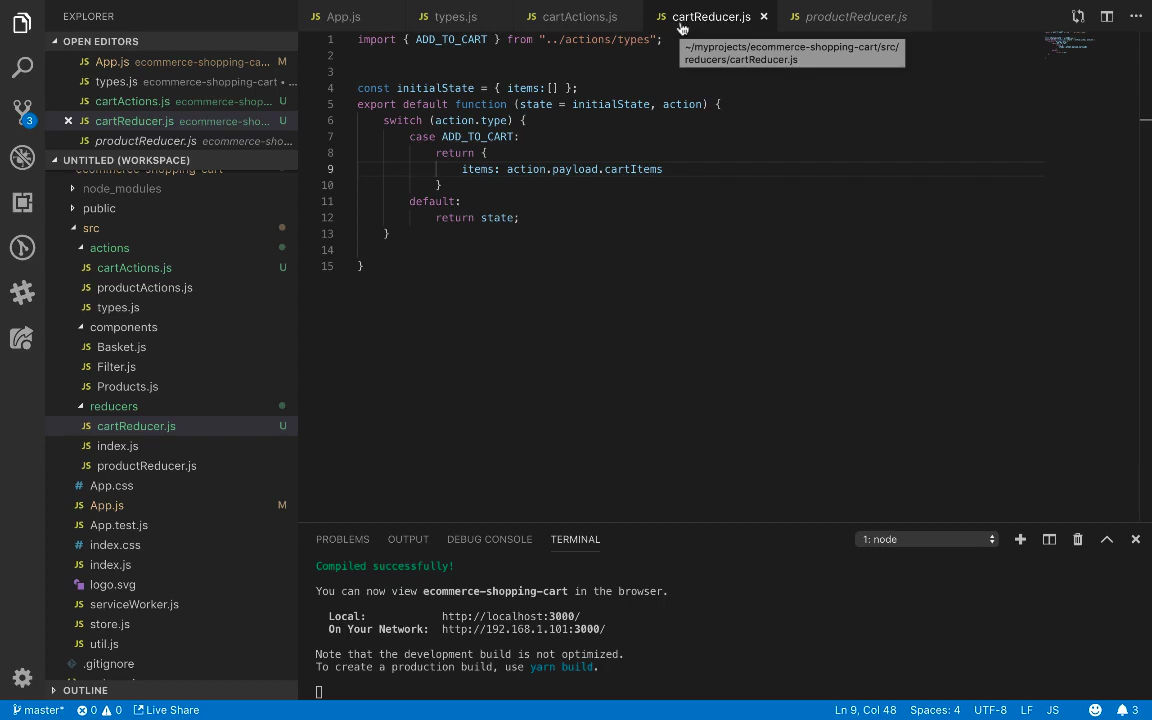 EXPLORER
OPEN EDITORS
App.js ecommerce-shopping-ca... M
types.js ecommerce-shopping-cart •
cartActions.js ecommerce-shop... U
cartReducer.js ecommerce-sho... U
productReducer.js ecommerce-sho...
UNTITLED (WORKSPACE)
ecommerce-shopping-cart
node_modules
public
src
actions
cartActions.js U
productActions.js
types.js
components
Basket.js
Filter.js
Products.js
reducers
cartReducer.js U
index.js
productReducer.js
App.css
App.js M
App.test.js
index.css
index.js
logo.svg
serviceWorker.js
store.js
util.js
.gitignore
OUTLINE
3
JS App.js
JS types.js
JS cartActions.js
JS cartReducer.js
JS productReducer.js
~/myprojects/ecommerce-shopping-cart/src/
reducers/cartReducer.js
1 import { ADD_TO_CART } from "../actions/types";
2
3
4 const initialState = { items:[] };
5 export default function (state = initialState, action) {
6 switch (action.type) {
7 case ADD_TO_CART:
8 return {
9 items: action.payload.cartItems
10 }
11 default:
12 return state;
13 }
14
15 }
PROBLEMS OUTPUT DEBUG CONSOLE TERMINAL 1: node
Compiled successfully!
You can now view ecommerce-shopping-cart in the browser.
Local: http://localhost:3000/
On Your Network: http://192.168.1.101:3000/
Note that the development build is not optimized.
To create a production build, use yarn build.
master* 0 0 Live Share Ln 9, Col 48 Spaces: 4 UTF-8 LF JS 3